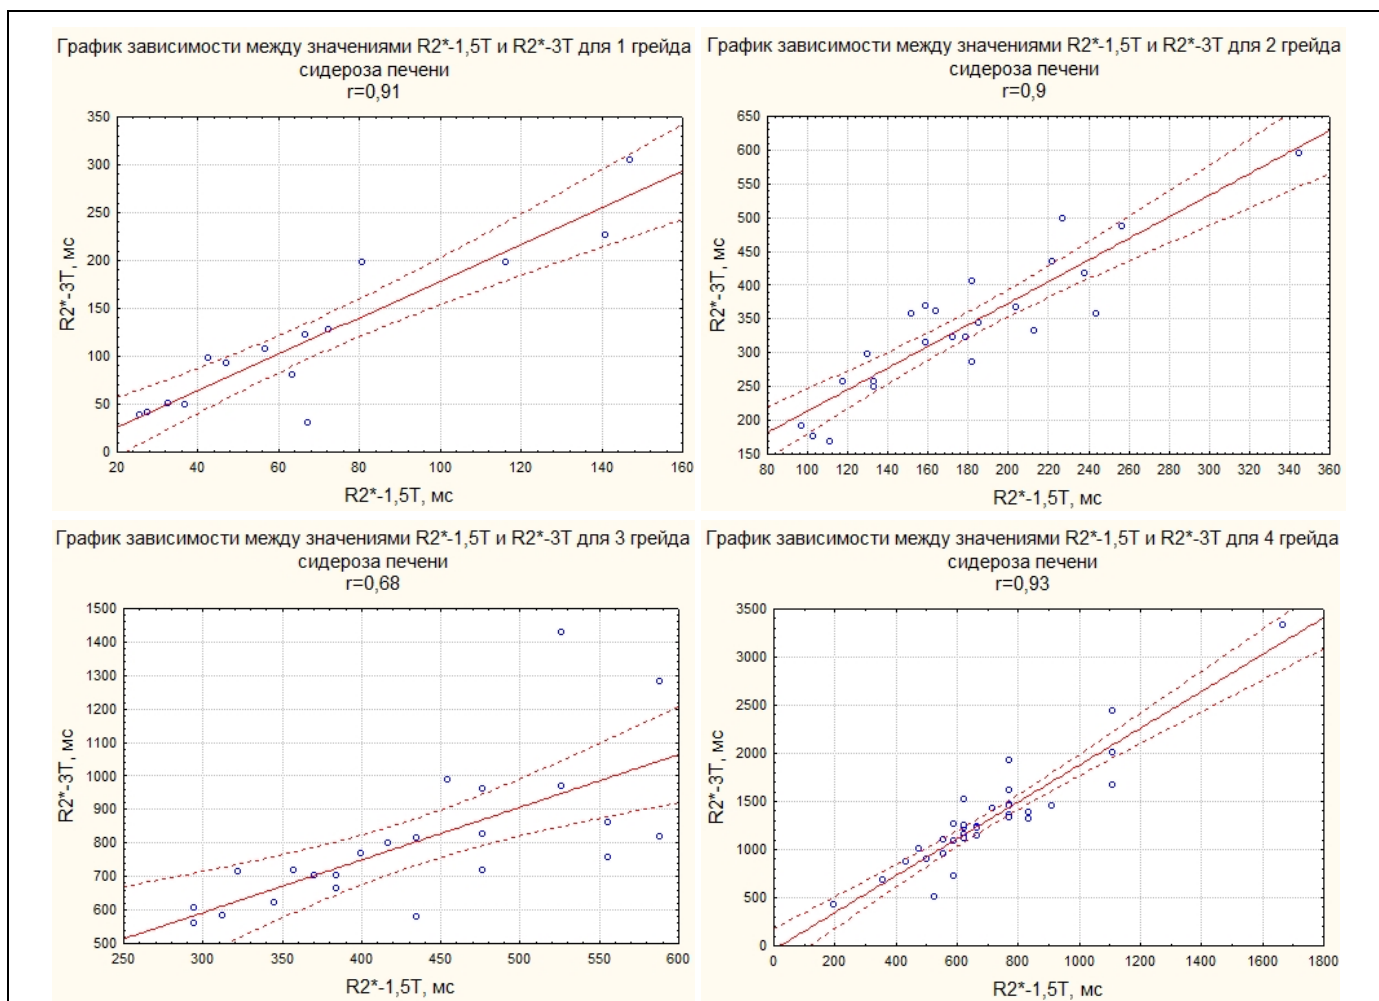 График зависимости между значениями R2*-1,5T и R2*-3T для 1 грейда
сидероза печени
r=0,91
350
300
250
200
150
100
50
0
R2*-3T, мс
20 40 60 80 100 120 140 160
R2*-1,5T, мс
График зависимости между значениями R2*-1,5T и R2*-3T для 2 грейда
сидероза печени
r=0,9
650
600
550
500
450
400
350
300
250
200
150
R2*-3T, мс
80 100 120 140 160 180 200 220 240 260 280 300 320 340 360
R2*-1,5T, мс
График зависимости между значениями R2*-1,5T и R2*-3T для 3 грейда
сидероза печени
r=0,68
1500
1400
1300
1200
1100
1000
900
800
700
600
500
R2*-3T, мс
250 300 350 400 450 500 550 600
R2*-1,5T, мс
График зависимости между значениями R2*-1,5T и R2*-3T для 4 грейда
сидероза печени
r=0,93
3500
3000
2500
2000
1500
1000
500
0
R2*-3T, мс
0 200 400 600 800 1000 1200 1400 1600 1800
R2*-1,5T, мс